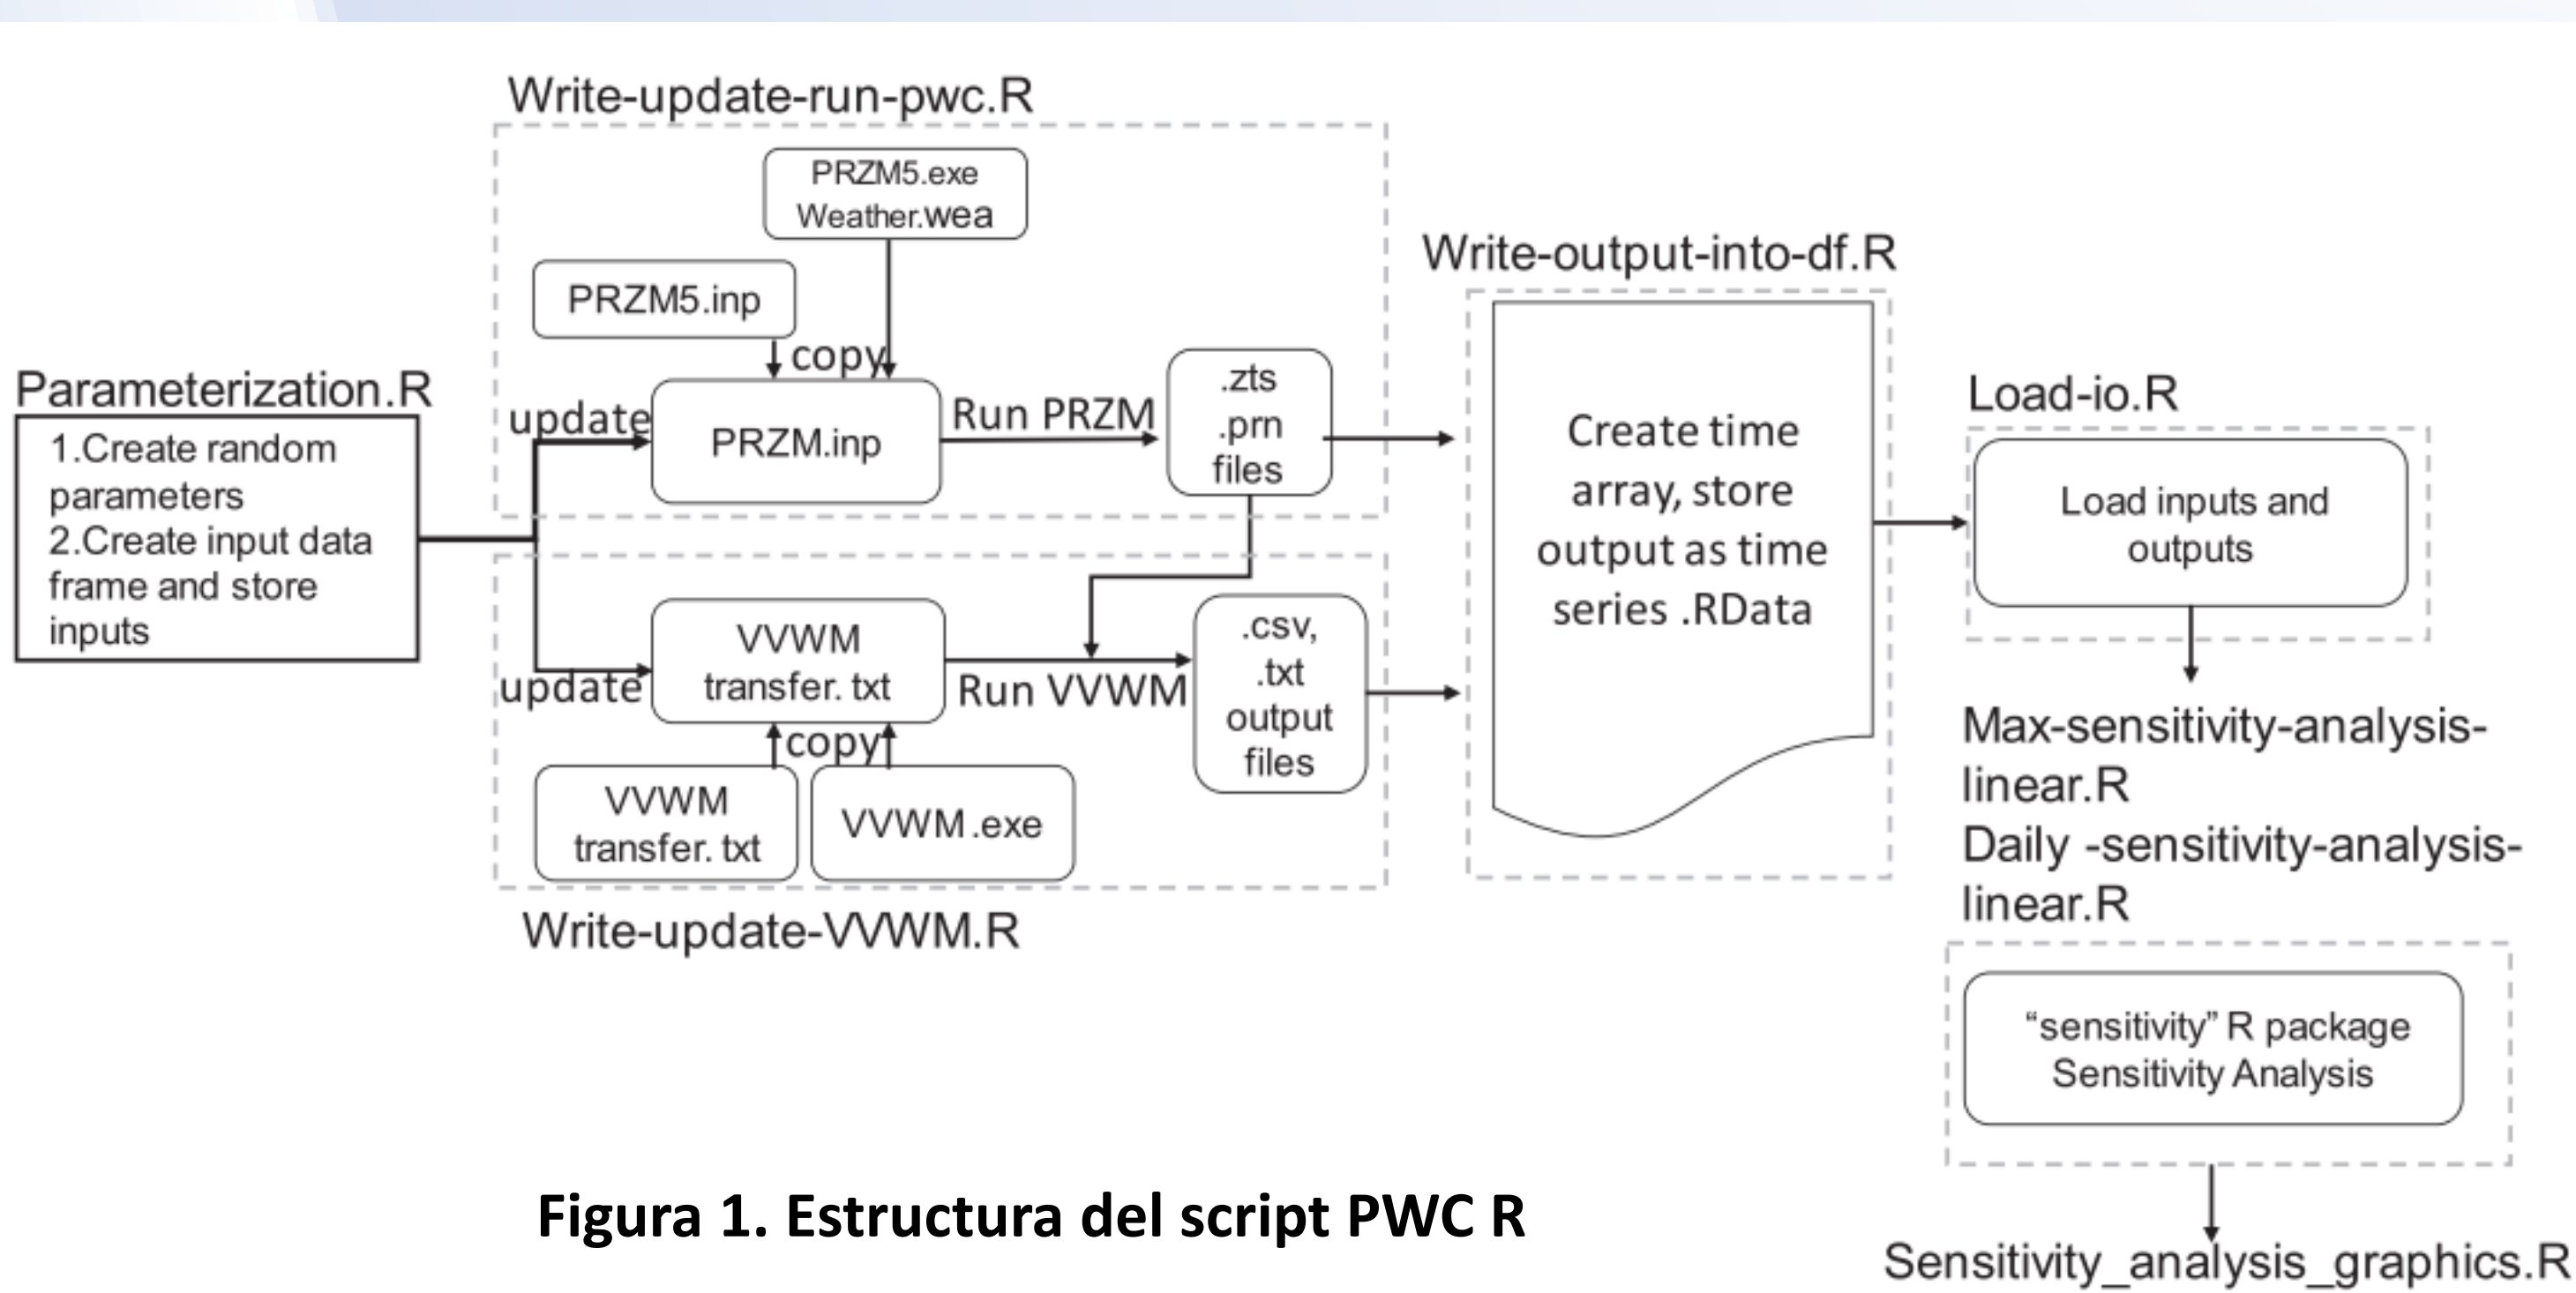 Write-update-run-pwc.R
PRZM5.exe
Weather.wea
PRZM5.inp
copy
Parameterization.R
1.Create random
parameters
2.Create input data
frame and store
inputs
update
PRZM.inp
Run PRZM
.zts
.prn
files
update
VVWM
transfer. txt
Run VVWM
.csv,
.txt
output
files
copy
VVWM
transfer. txt
VVWM.exe
Write-update-VVWM.R
Write-output-into-df.R
Create time
array, store
output as time
series .RData
Load-io.R
Load inputs and
outputs
Max-sensitivity-analysis-
linear.R
Daily -sensitivity-analysis-
linear.R
“sensitivity” R package
Sensitivity Analysis
Sensitivity_analysis_graphics.R
Figura 1. Estructura del script PWC R